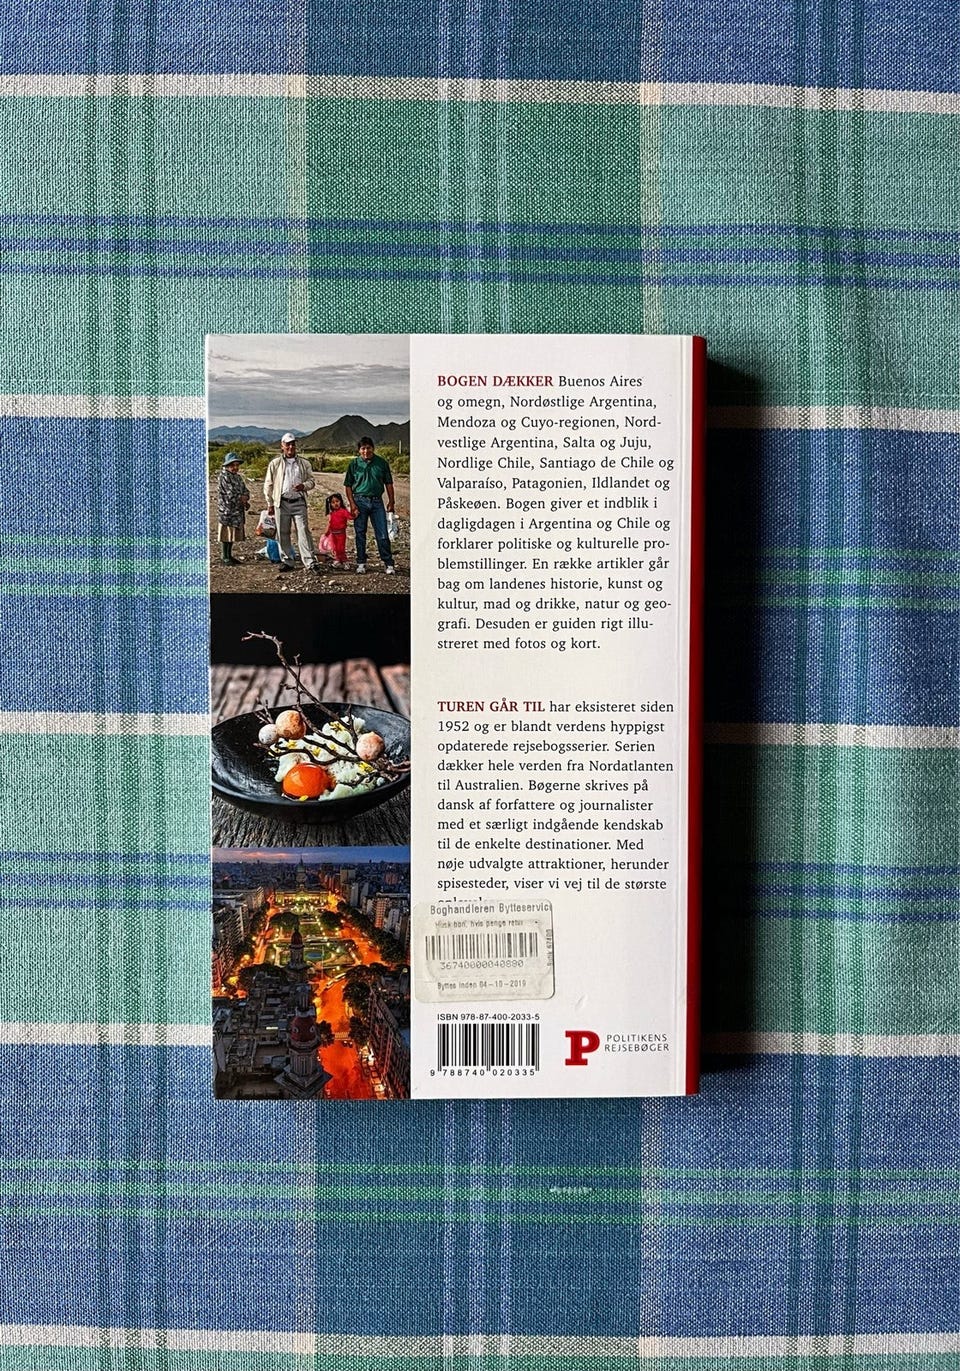 BOGEN DÆKKER Buenos Aires
og omegn, Nordøstlige Argentina,
Mendoza og Cuyo-regionen, Nord-
vestlige Argentina, Salta og Juju,
Nordlige Chile, Santiago de Chile og
Valparaíso, Patagonien, Ildlandet og
Påskeøen. Bogen giver et indblik i
dagligdagen i Argentina og Chile og
forklarer politiske og kulturelle pro-
blemstillinger. En række artikler går
bag om landenes historie, kunst og
kultur, mad og drikke, natur og geo-
grafi. Desuden er guiden rigt illu-
streret med fotos og kort.
TUREN GÅR TIL har eksisteret siden
1952 og er blandt verdens hyppigst
opdaterede rejsebogsserier. Serien
dækker hele verden fra Nordatlanten
til Australien. Bøgerne skrives på
dansk af forfattere og journalister
med et særligt indgående kendskab
til de enkelte destinationer. Med
nøje udvalgte attraktioner, herunder
spisesteder, viser vi vej til de største
Boghandleren Bytteservice
Husk bon, hvis penge retur
36740000040890
Byttes inden 04-10-2019
ISBN 978-87-400-2033-5
9 788740 020335
P POLITIKENS
REJSEBØGER